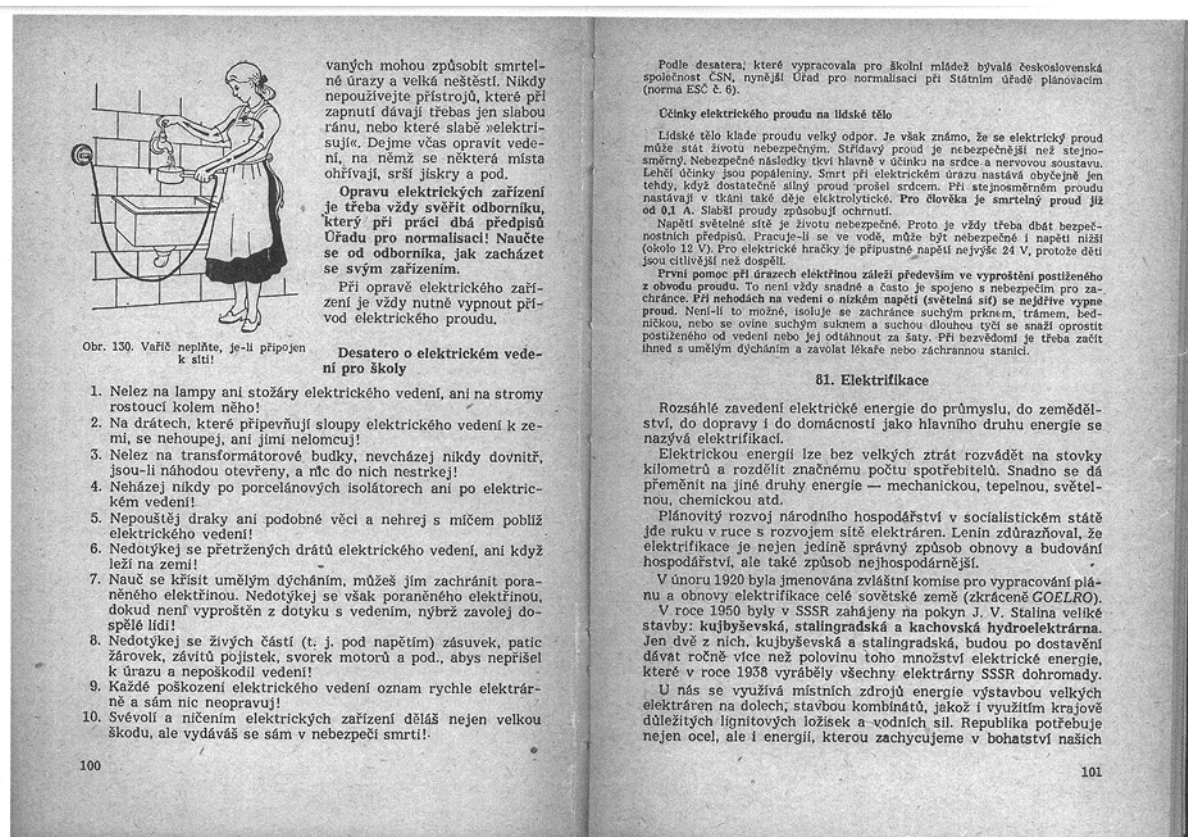 vaných mohou způsobit smrtel-
né úrazy a velká neštěstí. Nikdy
nepoužívejte přístrojů, které při
zapnutí dávají třebas jen slabou
ránu, nebo které slabě »elektri-
sují«. Dejme včas opravit vede-
ní, na němž se některá místa
ohřívají, srší jiskry a pod.
Opravu elektrických zařízení
je třeba vždy svěřit odborníku,
který při práci dbá předpisů
Úřadu pro normalisaci! Naučte
se od odborníka, jak zacházet
se svým zařízením.
Při opravě elektrického zaří-
zení je vždy nutné vypnout pří-
vod elektrického proudu.
Obr. 130. Vařič neplňte, je-li připojen
k síti!
Desatero o elektrickém vede-
ní pro školy
1. Nelez na lampy ani stožáry elektrického vedení, ani na stromy
rostoucí kolem něho!
2. Na drátech, které připevňují sloupy elektrického vedení k ze-
mi, se nehoupej, ani jimi nelomcuj!
3. Nelez na transformátorové budky, nevcházej nikdy dovnitř,
jsou-li náhodou otevřeny, a nic do nich nestrkej!
4. Neházej nikdy po porcelánových isolátorech ani po elektric-
kém vedení!
5. Nepouštěj draky ani podobné věci a nehrej s míčem poblíž
elektrického vedení!
6. Nedotýkej se přetržených drátů elektrického vedení, ani když
leží na zemi!
7. Nauč se křísit umělým dýcháním, můžeš jím zachránit pora-
něného elektřinou. Nedotýkej se však poraněného elektřinou,
dokud není vyproštěn z dotyku s vedením, nýbrž zavolej do-
spělé lidi!
8. Nedotýkej se živých částí (t. j. pod napětím) zásuvek, patic
žárovek, závitů pojistek, svorek motorů a pod., abys nepřišel
k úrazu a nepoškodil vedení!
9. Každé poškození elektrického vedení oznam rychle elektrár-
ně a sám nic neopravuj!
10. Svévolí a ničením elektrických zařízení děláš nejen velkou
škodu, ale vydáváš se sám v nebezpečí smrti!
100
Podle desatera, které vypracovala pro školní mládež bývalá československá
společnost ČSN, nynější Úřad pro normalisaci při Státním úřadě plánovacím
(norma ESČ č. 6).
Účinky elektrického proudu na lidské tělo
Lidské tělo klade proudu velký odpor. Je však známo, že se elektrický proud
může stát životu nebezpečným. Střídavý proud je nebezpečnější než stejno-
směrný. Nebezpečné následky tkví hlavně v účinku na srdce a nervovou soustavu.
Lehčí účinky jsou popáleniny. Smrt při elektrickém úrazu nastává obyčejně jen
tehdy, když dostatečně silný proud prošel srdcem. Při stejnosměrném proudu
nastávají v tkáni také děje elektrolytické. Pro člověka je smrtelný proud již
od 0,1 A. Slabší proudy způsobují ochrnutí.
Napětí světelné sítě je životu nebezpečné. Proto je vždy třeba dbát bezpeč-
nostních předpisů. Pracuje-li se ve vodě, může být nebezpečné i napětí nižší
(okolo 12 V). Pro elektrické hračky je přípustné napětí nejvýše 24 V, protože děti
jsou citlivější než dospělí.
První pomoc při úrazech elektřinou záleží především ve vyproštění postiženého
z obvodu proudu. To není vždy snadné a často je spojeno s nebezpečím pro za-
chránce. Při nehodách na vedení o nízkém napětí (světelná síť) se nejdříve vypne
proud. Není-li to možné, isoluje se zachránce suchým prknem, trámem, bed-
ničkou, nebo se ovine suchým suknem a suchou dlouhou tyčí se snaží oprostit
postiženého od vedení nebo jej odtáhnout za šaty. Při bezvědomí je třeba začít
ihned s umělým dýcháním a zavolat lékaře nebo záchrannou stanici.
81. Elektrifikace
Rozsáhlé zavedení elektrické energie do průmyslu, do zeměděl-
ství, do dopravy i do domácností jako hlavního druhu energie se
nazývá elektrifikací.
Elektrickou energii lze bez velkých ztrát rozvádět na stovky
kilometrů a rozdělit značnému počtu spotřebitelů. Snadno se dá
přeměnit na jiné druhy energie — mechanickou, tepelnou, světel-
nou, chemickou atd.
Plánovitý rozvoj národního hospodářství v socialistickém státě
jde ruku v ruce s rozvojem sítě elektráren. Lenin zdůrazňoval, že
elektrifikace je nejen jedině správný způsob obnovy a budování
hospodářství, ale také způsob nejhospodárnější.
V únoru 1920 byla jmenována zvláštní komise pro vypracování plá-
nu a obnovy elektrifikace celé sovětské země (zkráceně GOELRO).
V roce 1950 byly v SSSR zahájeny na pokyn J. V. Stalina veliké
stavby: kujbyševská, stalingradská a kachovská hydroelektrárna.
Jen dvě z nich, kujbyševská a stalingradská, budou po dostavění
dávat ročně více než polovinu toho množství elektrické energie,
které v roce 1938 vyráběly všechny elektrárny SSSR dohromady.
U nás se využívá místních zdrojů energie výstavbou velkých
elektráren na dolech, stavbou kombinátů, jakož i využitím krajově
důležitých lignitových ložisek a vodních sil. Republika potřebuje
nejen ocel, ale i energii, kterou zachycujeme v bohatství našich
101